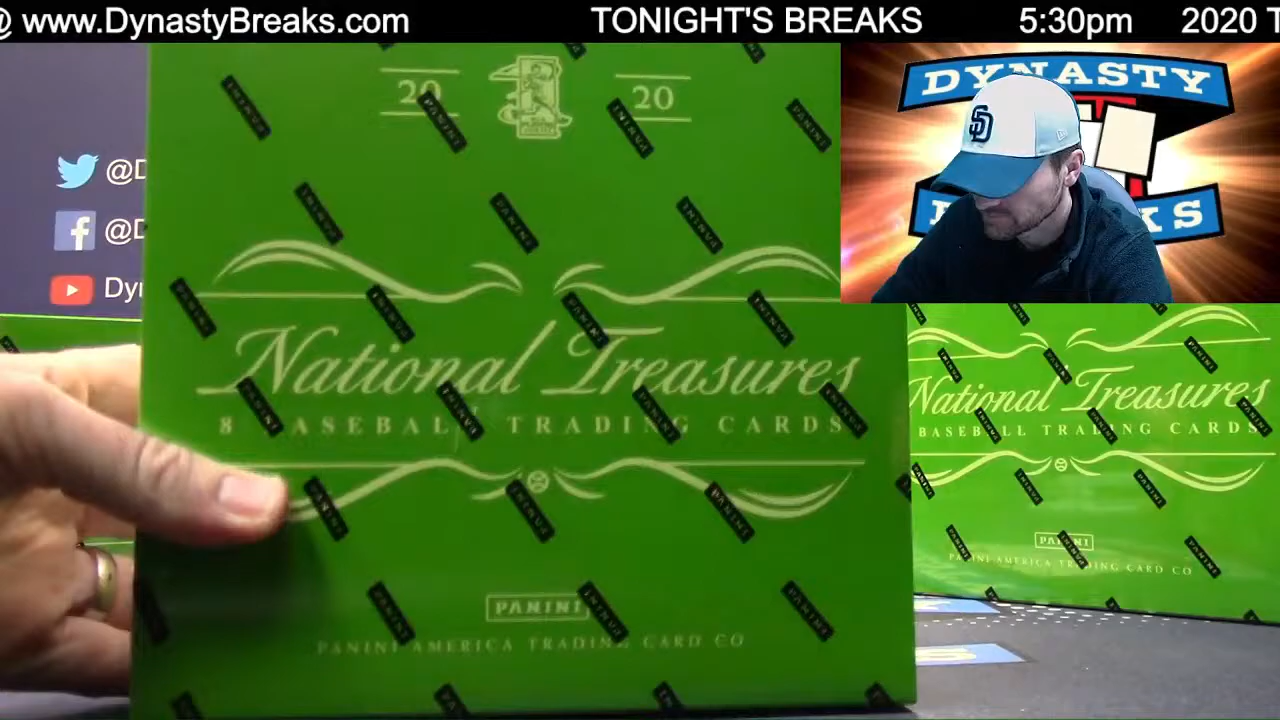 @ www.DynastyBreaks.com TONIGHT'S BREAKS 5:30pm 2020 T
DYNASTY
KS
SD
@D
@D
Dy
20 20
National Treasures
8 BASEBALL TRADING CARDS
PANINI
PANINI AMERICA TRADING CARD CO
National Treasures
BASEBALL TRADING CARDS
PANINI
PANINI AMERICA TRADING CARD CO